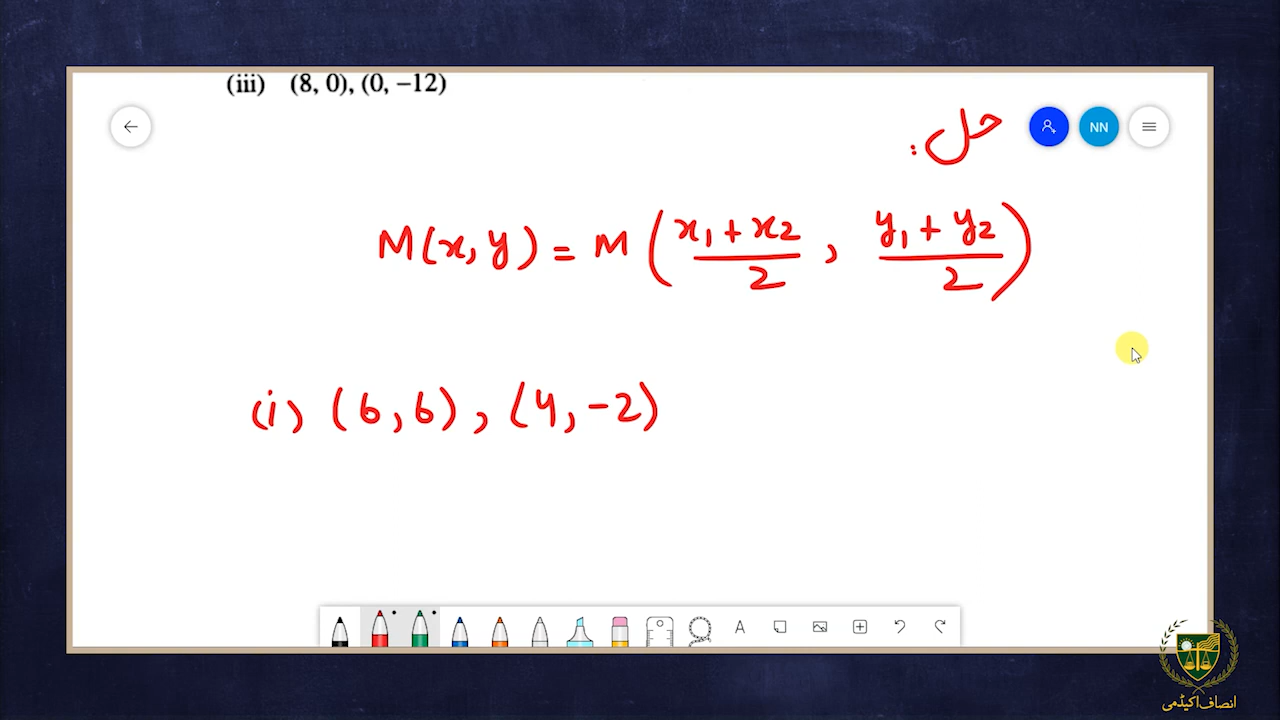 (iii) (8, 0), (0, −12)
حل:
NN
M(x, y) = M (x₁ + x₂ / 2 , y₁ + y₂ / 2)
(i) (6, 6), (4, -2)
A
انصاف اکیڈمی